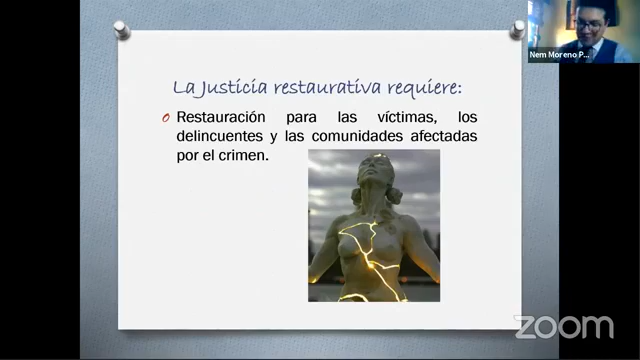 Nem Moreno P...
La Justicia restaurativa requiere:
Restauración para las víctimas, los
delincuentes y las comunidades afectadas
por el crimen.
zoom